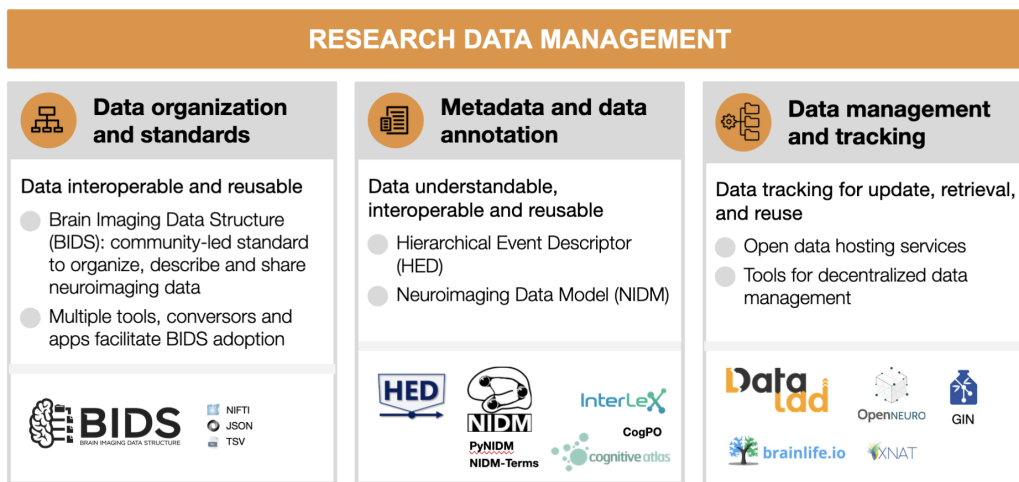 RESEARCH DATA MANAGEMENT
Data organization
and standards
Data interoperable and reusable
Brain Imaging Data Structure
(BIDS): community-led standard
to organize, describe and share
neuroimaging data
Multiple tools, conversors and
apps facilitate BIDS adoption
BIDS
BRAIN IMAGING DATA STRUCTURE
NIFTI
JSON
TSV
Metadata and data
annotation
Data understandable,
interoperable and reusable
Hierarchical Event Descriptor
(HED)
Neuroimaging Data Model (NIDM)
HED
NIDM
PyNIDM
NIDM-Terms
InterLeX
CogPO
cognitive atlas
Data management
and tracking
Data tracking for update, retrieval,
and reuse
Open data hosting services
Tools for decentralized data
management
Data
lad
OpenNEURO
GIN
brainlife.io
XNAT